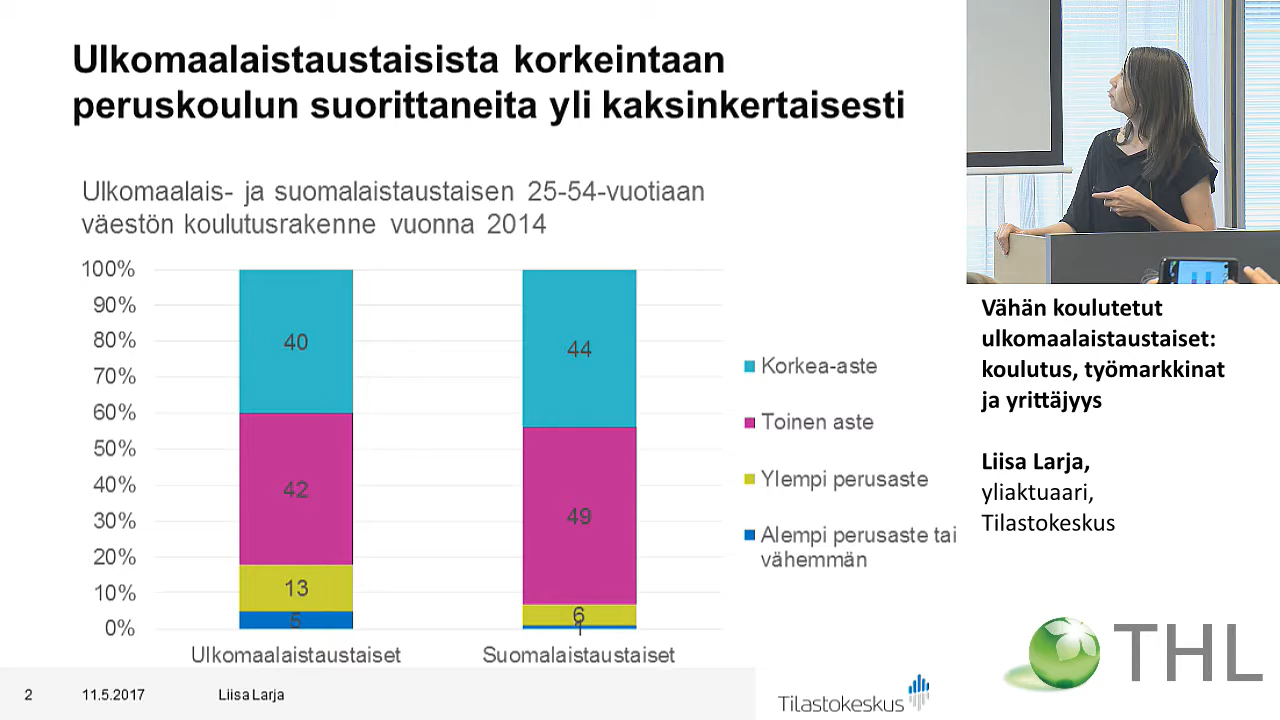 Ulkomaalaistaustaisista korkeintaan
peruskoulun suorittaneita yli kaksinkertaisesti
Ulkomaalais- ja suomalaistaustaisen 25-54-vuotiaan
väestön koulutusrakenne vuonna 2014
100%
90%
80%
70%
60%
50%
40%
30%
20%
10%
0%
40
42
13
5
44
49
6
1
Ulkomaalaistaustaiset
Suomalaistaustaiset
Korkea-aste
Toinen aste
Ylempi perusaste
Alempi perusaste tai
vähemmän
2 11.5.2017 Liisa Larja
Tilastokeskus
Vähän koulutetut
ulkomaalaistaustaiset:
koulutus, työmarkkinat
ja yrittäjyys
Liisa Larja,
yliaktuaari,
Tilastokeskus
THL